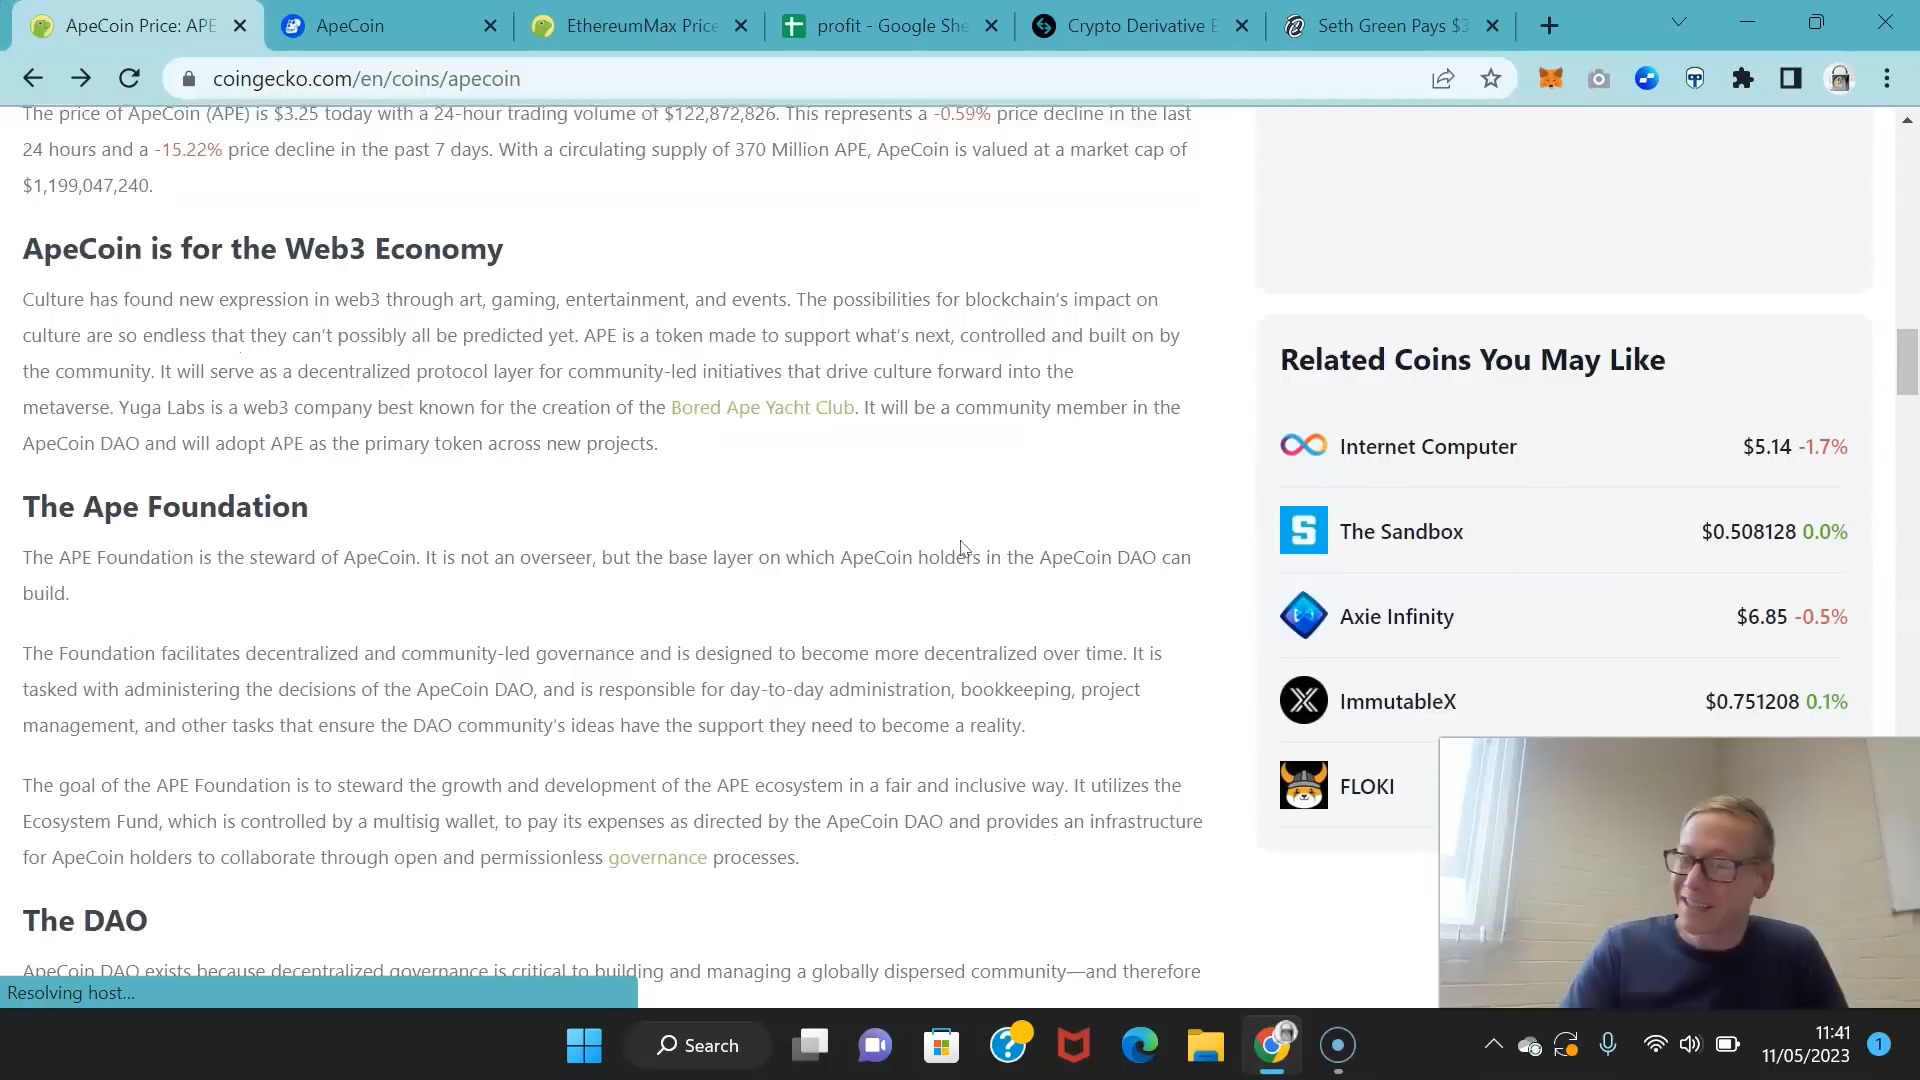 ApeCoin Price: APE
ApeCoin
EthereumMax Price
profit - Google She
Crypto Derivative E
Seth Green Pays $3
coingecko.com/en/coins/apecoin
The price of ApeCoin (APE) is $3.25 today with a 24-hour trading volume of $122,872,826. This represents a -0.59% price decline in the last
24 hours and a -15.22% price decline in the past 7 days. With a circulating supply of 370 Million APE, ApeCoin is valued at a market cap of
$1,199,047,240.
ApeCoin is for the Web3 Economy
Culture has found new expression in web3 through art, gaming, entertainment, and events. The possibilities for blockchain's impact on
culture are so endless that they can't possibly all be predicted yet. APE is a token made to support what's next, controlled and built on by
the community. It will serve as a decentralized protocol layer for community-led initiatives that drive culture forward into the
metaverse. Yuga Labs is a web3 company best known for the creation of the Bored Ape Yacht Club. It will be a community member in the
ApeCoin DAO and will adopt APE as the primary token across new projects.
The Ape Foundation
The APE Foundation is the steward of ApeCoin. It is not an overseer, but the base layer on which ApeCoin holders in the ApeCoin DAO can
build.
The Foundation facilitates decentralized and community-led governance and is designed to become more decentralized over time. It is
tasked with administering the decisions of the ApeCoin DAO, and is responsible for day-to-day administration, bookkeeping, project
management, and other tasks that ensure the DAO community's ideas have the support they need to become a reality.
The goal of the APE Foundation is to steward the growth and development of the APE ecosystem in a fair and inclusive way. It utilizes the
Ecosystem Fund, which is controlled by a multisig wallet, to pay its expenses as directed by the ApeCoin DAO and provides an infrastructure
for ApeCoin holders to collaborate through open and permissionless governance processes.
The DAO
ApeCoin DAO exists because decentralized governance is critical to building and managing a globally dispersed community—and therefore
Related Coins You May Like
Internet Computer $5.14 -1.7%
The Sandbox $0.508128 0.0%
Axie Infinity $6.85 -0.5%
ImmutableX $0.751208 0.1%
FLOKI
Resolving host...
Search
11:41
11/05/2023
1